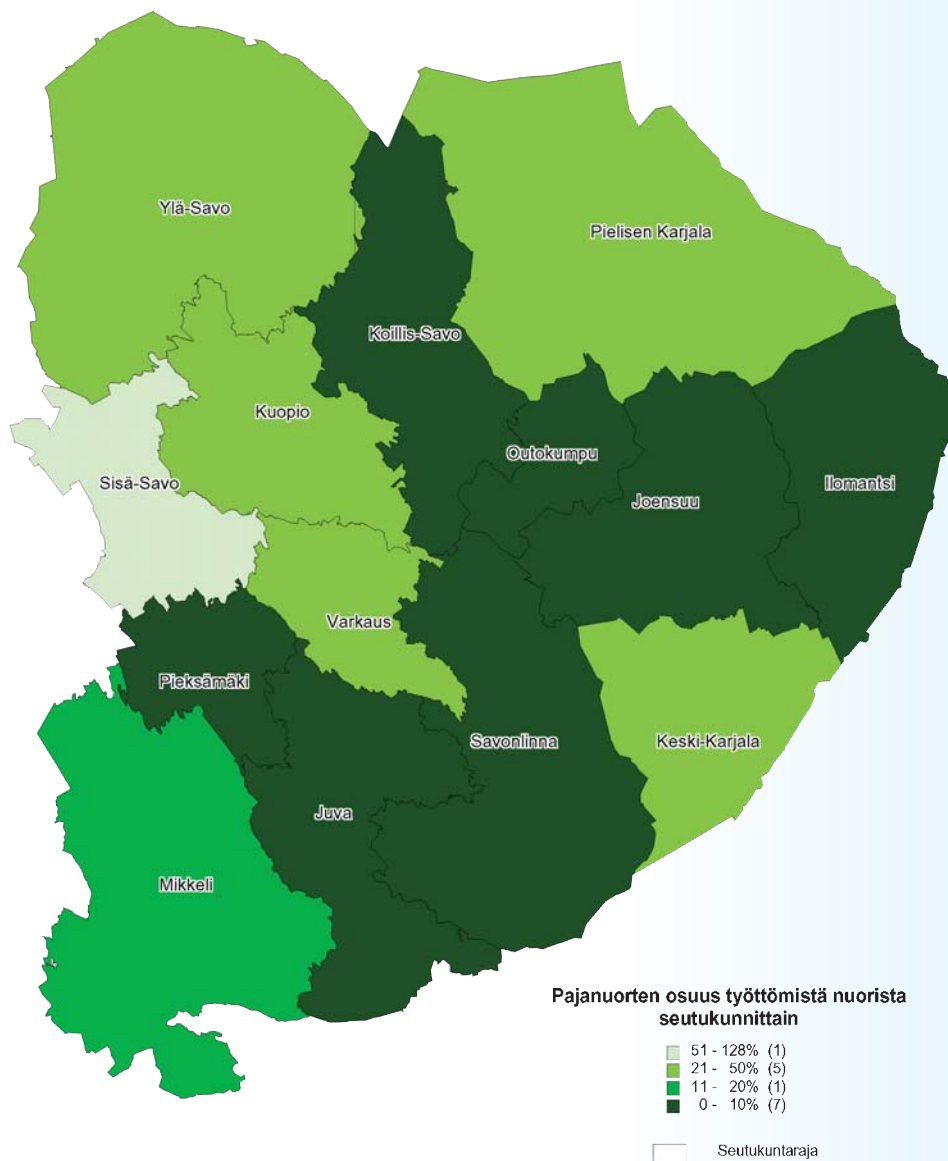 Ylä-Savo
Pielisen Karjala
Koillis-Savo
Kuopio
Outokumpu
Sisä-Savo
Ilomantsi
Joensuu
Varkaus
Pieksämäki
Savonlinna
Keski-Karjala
Juva
Mikkeli
Pajanuorten osuus työttömistä nuorista
seutukunnittain
51 - 128% (1)
21 - 50% (5)
11 - 20% (1)
0 - 10% (7)
Seutukuntaraja